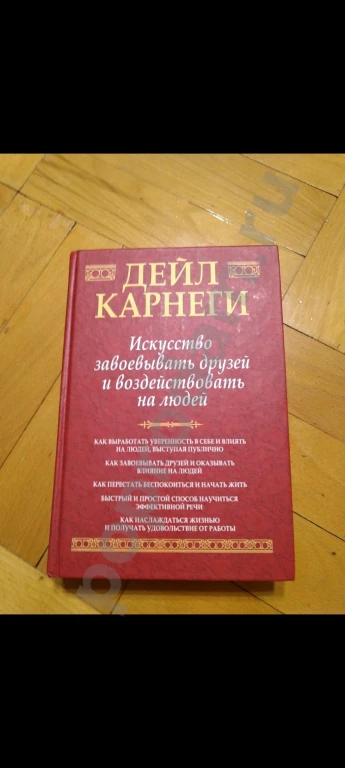 ДЕЙЛ
КАРНЕГИ
Искусство
завоевывать друзей
и воздействовать
на людей
КАК ВЫРАБОТАТЬ УВЕРЕННОСТЬ В СЕБЕ И ВЛИЯТЬ
НА ЛЮДЕЙ, ВЫСТУПАЯ ПУБЛИЧНО
КАК ЗАВОЕВЫВАТЬ ДРУЗЕЙ И ОКАЗЫВАТЬ
ВЛИЯНИЕ НА ЛЮДЕЙ
КАК ПЕРЕСТАТЬ БЕСПОКОИТЬСЯ И НАЧАТЬ ЖИТЬ
БЫСТРЫЙ И ПРОСТОЙ СПОСОБ НАУЧИТЬСЯ
ЭФФЕКТИВНОЙ РЕЧИ
КАК НАСЛАЖДАТЬСЯ ЖИЗНЬЮ
И ПОЛУЧАТЬ УДОВОЛЬСТВИЕ ОТ РАБОТЫ